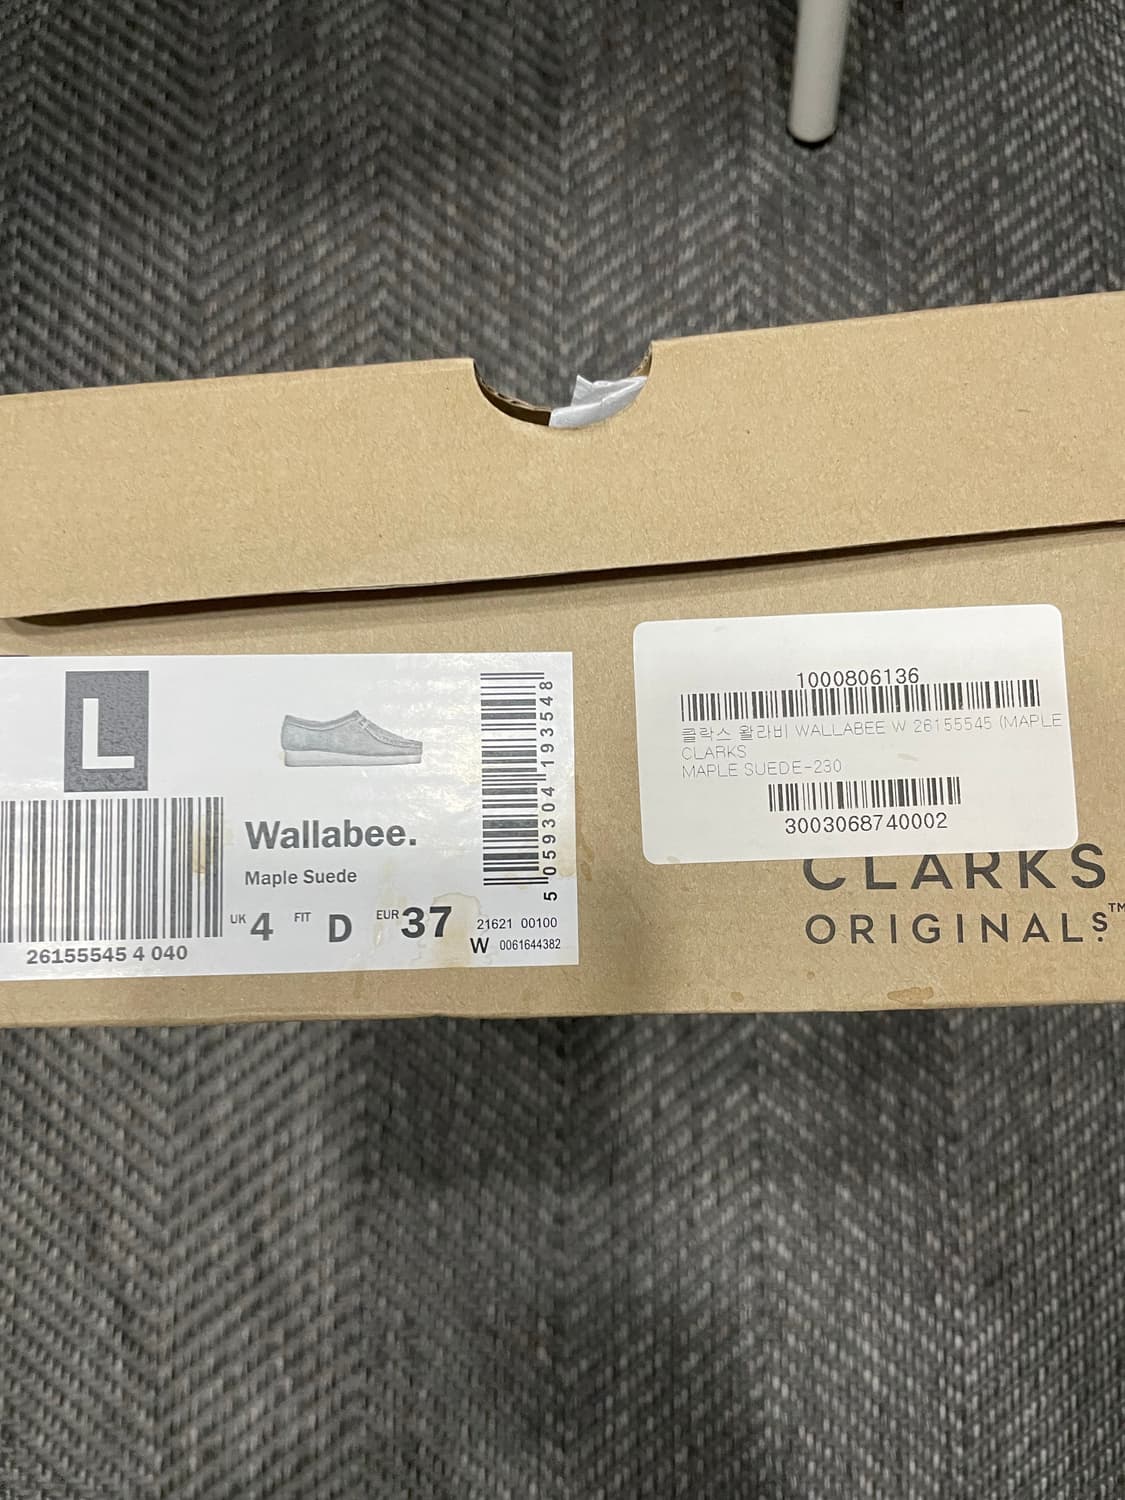 L
26155545 4 040
Wallabee.
Maple Suede
UK 4 FIT D EUR 37
5 059304 193548
21621 00100
W 0061644382
1000806136
클락스 왈라비 WALLABEE W 26155545 (MAPLE
CLARKS
MAPLE SUEDE-230
3003068740002
CLARKS
ORIGINALS.™